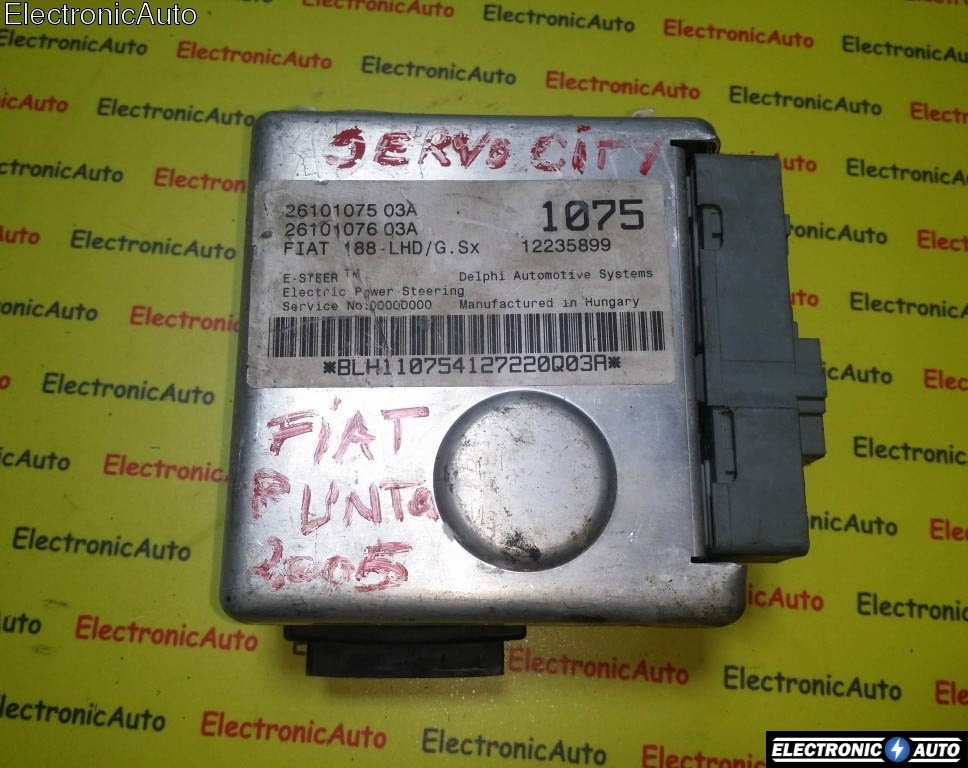 ElectronicAuto
SERVO CITY
26101075 03A
26101076 03A
1075
FIAT 188-LHD/G.Sx 12235899
E-STEER TM Delphi Automotive Systems
Electric Power Steering
Service No:00000000 Manufactured in Hungary
*BLH110754127220Q03A*
FIAT
PUNTO
2005
ELECTRONIC AUTO